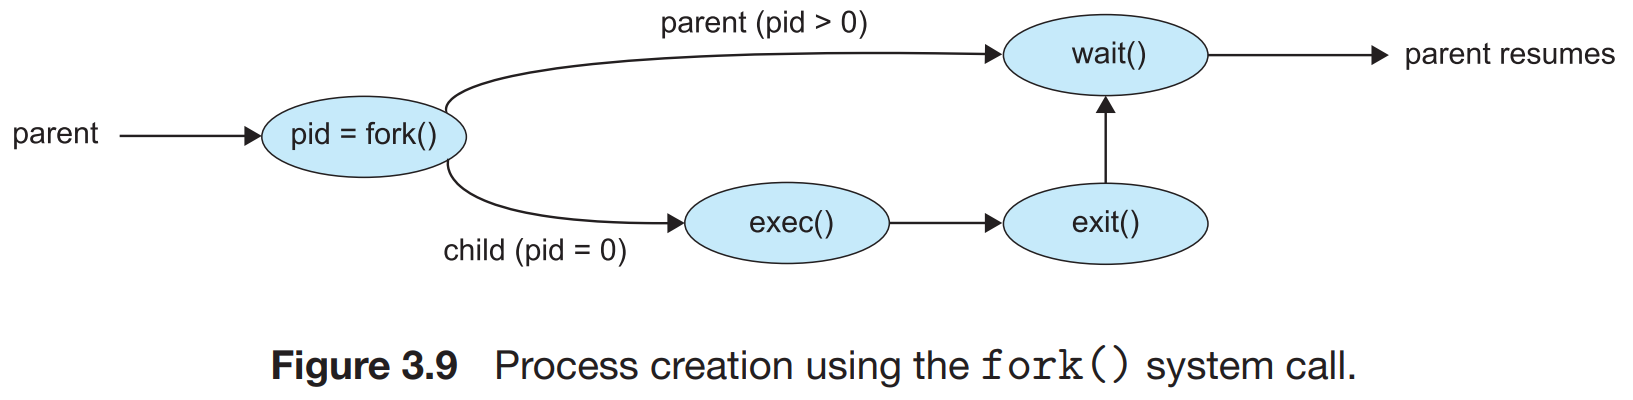 parent (pid > 0)
wait()
parent resumes
parent
pid = fork()
exec()
exit()
child (pid = 0)
Figure 3.9 Process creation using the fork() system call.